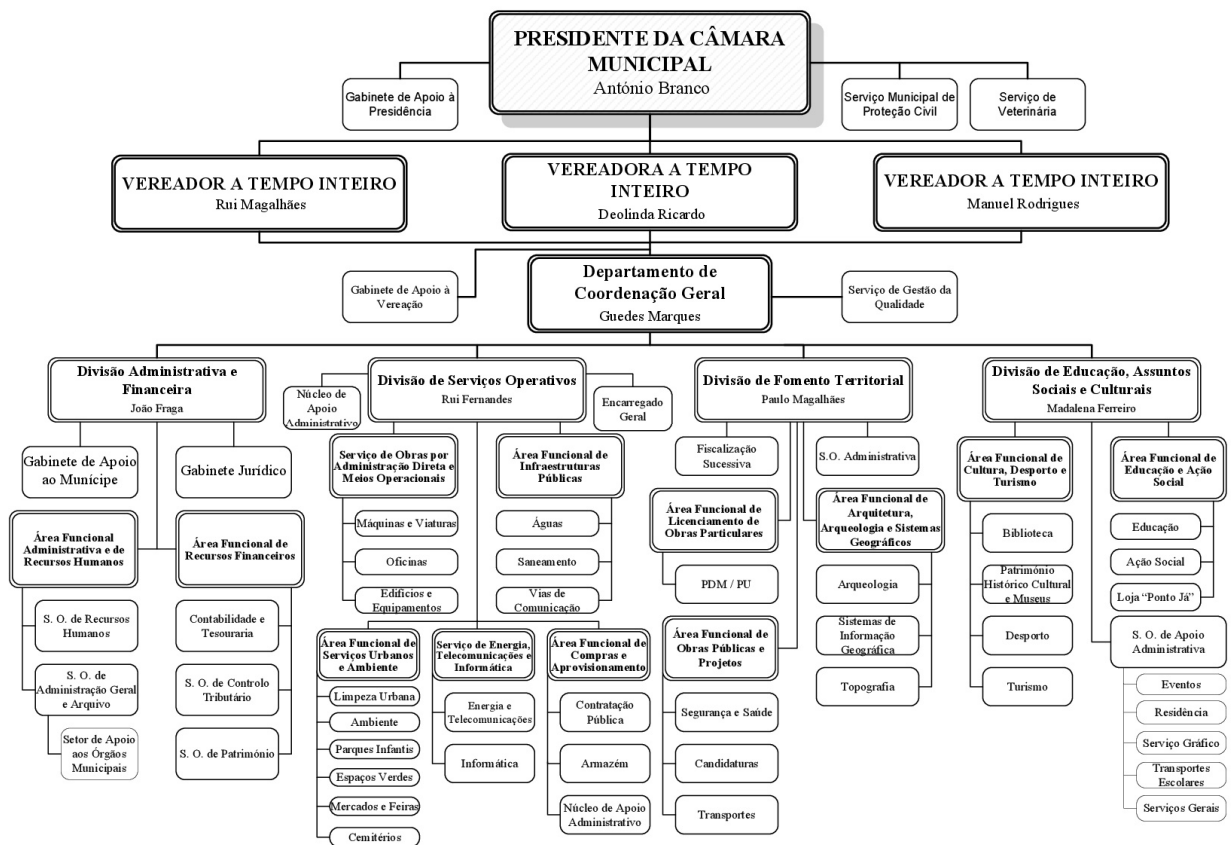 PRESIDENTE DA CÂMARA
MUNICIPAL
António Branco
Gabinete de Apoio à
Presidência
Serviço Municipal de
Proteção Civil
Serviço de
Veterinária
VEREADOR A TEMPO INTEIRO
Rui Magalhães
VEREADORA A TEMPO
INTEIRO
Deolinda Ricardo
VEREADOR A TEMPO INTEIRO
Manuel Rodrigues
Departamento de
Coordenação Geral
Guedes Marques
Gabinete de Apoio à
Vereação
Serviço de Gestão da
Qualidade
Divisão Administrativa e
Financeira
João Fraga
Gabinete de Apoio
ao Munícipe
Gabinete Jurídico
Área Funcional
Administrativa e de
Recursos Humanos
S. O. de Recursos
Humanos
S. O. de
Administração Geral
e Arquivo
Setor de Apoio
aos Órgãos
Municipais
Área Funcional de
Recursos Financeiros
Contabilidade e
Tesouraria
S. O. de Controlo
Tributário
S. O. de Património
Divisão de Serviços Operativos
Rui Fernandes
Núcleo de
Apoio
Administrativo
Encarregado
Geral
Serviço de Obras por
Administração Direta e
Meios Operacionais
Máquinas e Viaturas
Oficinas
Edifícios e
Equipamentos
Área Funcional de
Infraestruturas
Públicas
Águas
Saneamento
Vias de
Comunicação
Área Funcional de
Serviços Urbanos
e Ambiente
Limpeza Urbana
Ambiente
Parques Infantis
Espaços Verdes
Mercados e Feiras
Cemitérios
Serviço de Energia,
Telecomunicações e
Informática
Energia e
Telecomunicações
Informática
Área Funcional de
Compras e
Aprovisionamento
Contratação
Pública
Armazém
Núcleo de Apoio
Administrativo
Divisão de Fomento Territorial
Paulo Magalhães
Fiscalização
Sucessiva
S.O. Administrativa
Área Funcional de
Licenciamento de
Obras Particulares
PDM / PU
Área Funcional de
Obras Públicas e
Projetos
Segurança e Saúde
Candidaturas
Transportes
Área Funcional de
Arquitetura,
Arqueologia e Sistemas
Geográficos
Arqueologia
Sistemas de
Informação
Geográfica
Topografia
Divisão de Educação, Assuntos
Sociais e Culturais
Madalena Ferreiro
Área Funcional de
Cultura, Desporto e
Turismo
Biblioteca
Património
Histórico Cultural
e Museus
Desporto
Turismo
Área Funcional de
Educação e Ação
Social
Educação
Ação Social
Loja “Ponto Já”
S. O. de Apoio
Administrativa
Eventos
Residência
Serviço Gráfico
Transportes
Escolares
Serviços Gerais